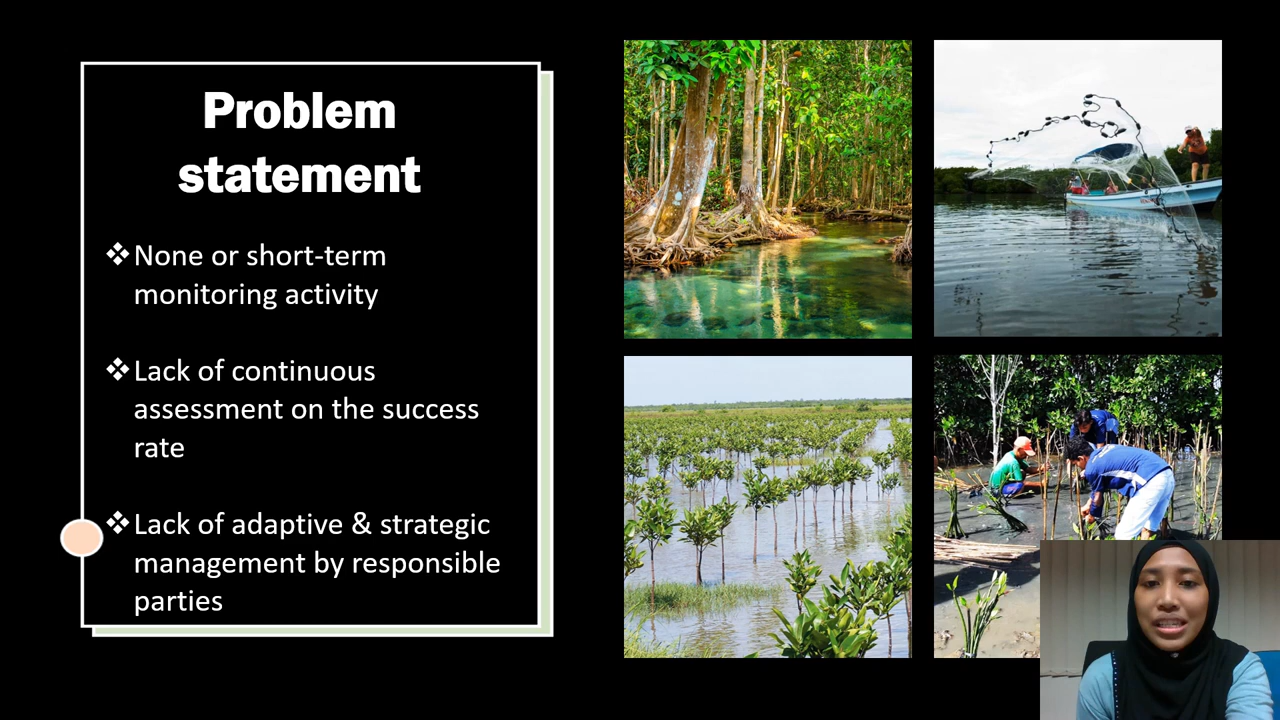 Problem
statement
❖None or short-term
monitoring activity
❖Lack of continuous
assessment on the success
rate
❖Lack of adaptive & strategic
management by responsible
parties